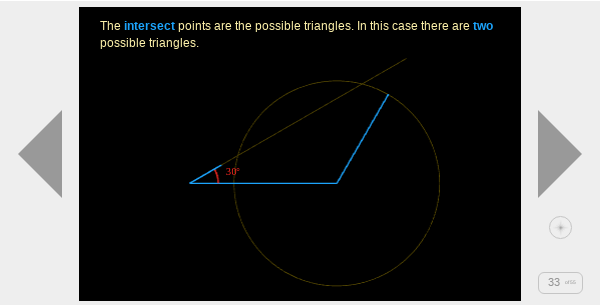 The intersect points are the possible triangles. In this case there are two
possible triangles.
30°
33